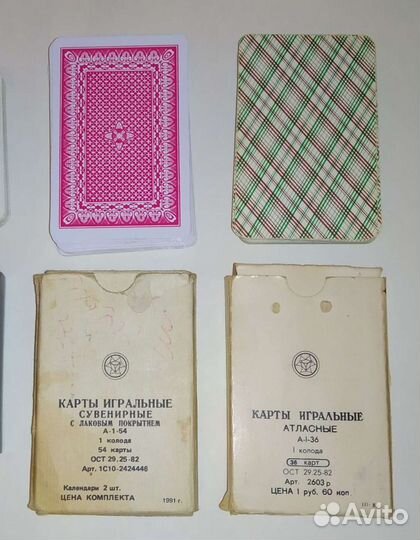 КАРТЫ ИГРАЛЬНЫЕ
СУВЕНИРНЫЕ
С ЛАКОВЫМ ПОКРЫТИЕМ
А-1-54
1 колода
54 карты
ОСТ 29.25-82
Арт. 1С10-2424446
Календари 2 шт.
ЦЕНА КОМПЛЕКТА
1991 г.
КАРТЫ ИГРАЛЬНЫЕ
АТЛАСНЫЕ
А-I-36
1 колода
36 карт
ОСТ 29.25-82
Арт. 2603 р
ЦЕНА 1 руб. 60 коп.
Avito